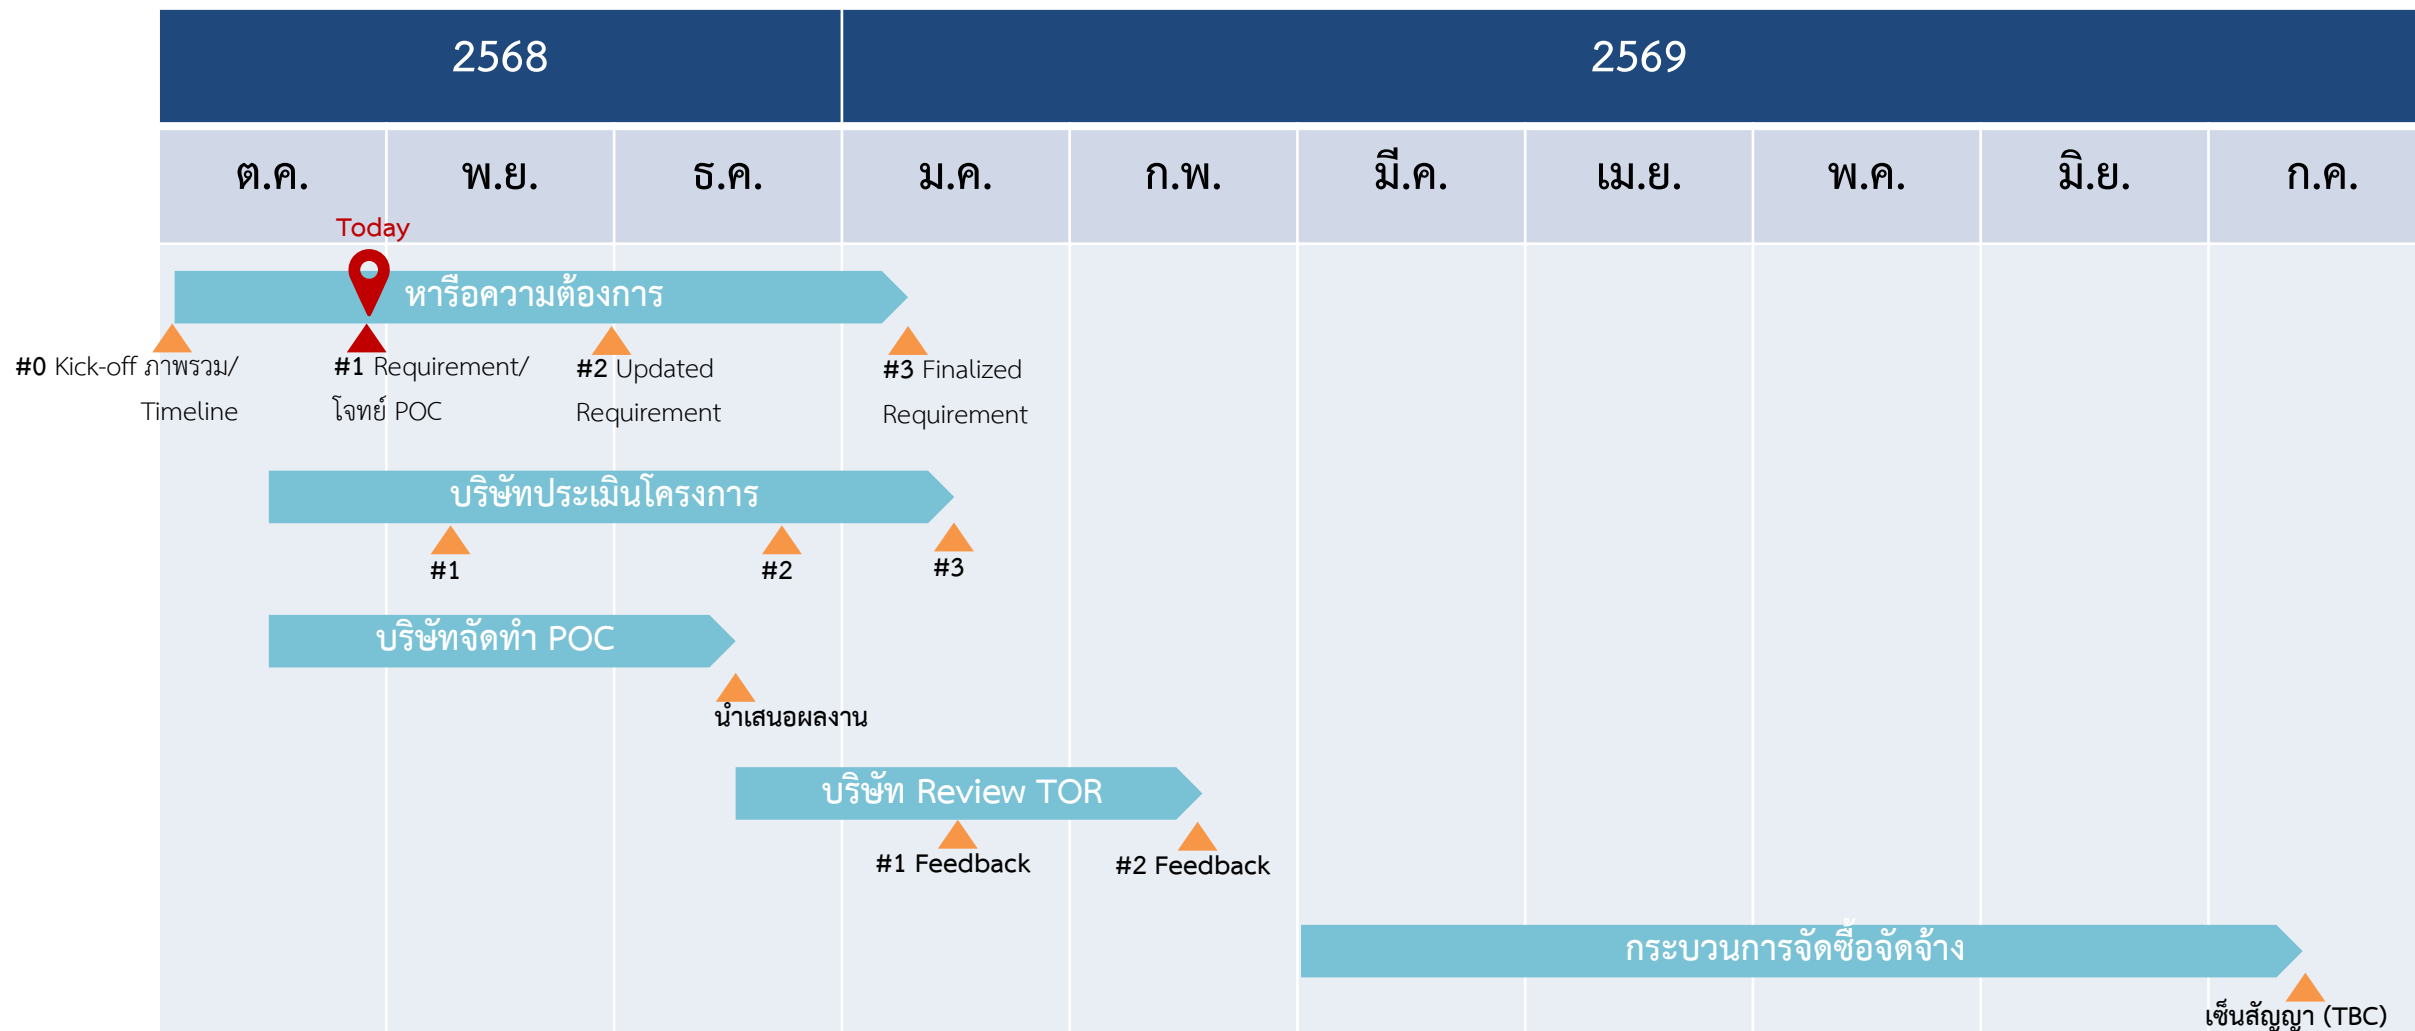 2568
2569
ต.ค.
พ.ย.
ธ.ค.
ม.ค.
ก.พ.
มี.ค.
เม.ย.
พ.ค.
มิ.ย.
ก.ค.
Today
หารือความต้องการ
#0 Kick-off ภาพรวม/
Timeline
#1 Requirement/
โจทย์ POC
#2 Updated
Requirement
#3 Finalized
Requirement
บริษัทประเมินโครงการ
#1
#2
#3
บริษัทจัดทำ POC
นำเสนอผลงาน
บริษัท Review TOR
#1 Feedback
#2 Feedback
กระบวนการจัดซื้อจัดจ้าง
เซ็นสัญญา (TBC)